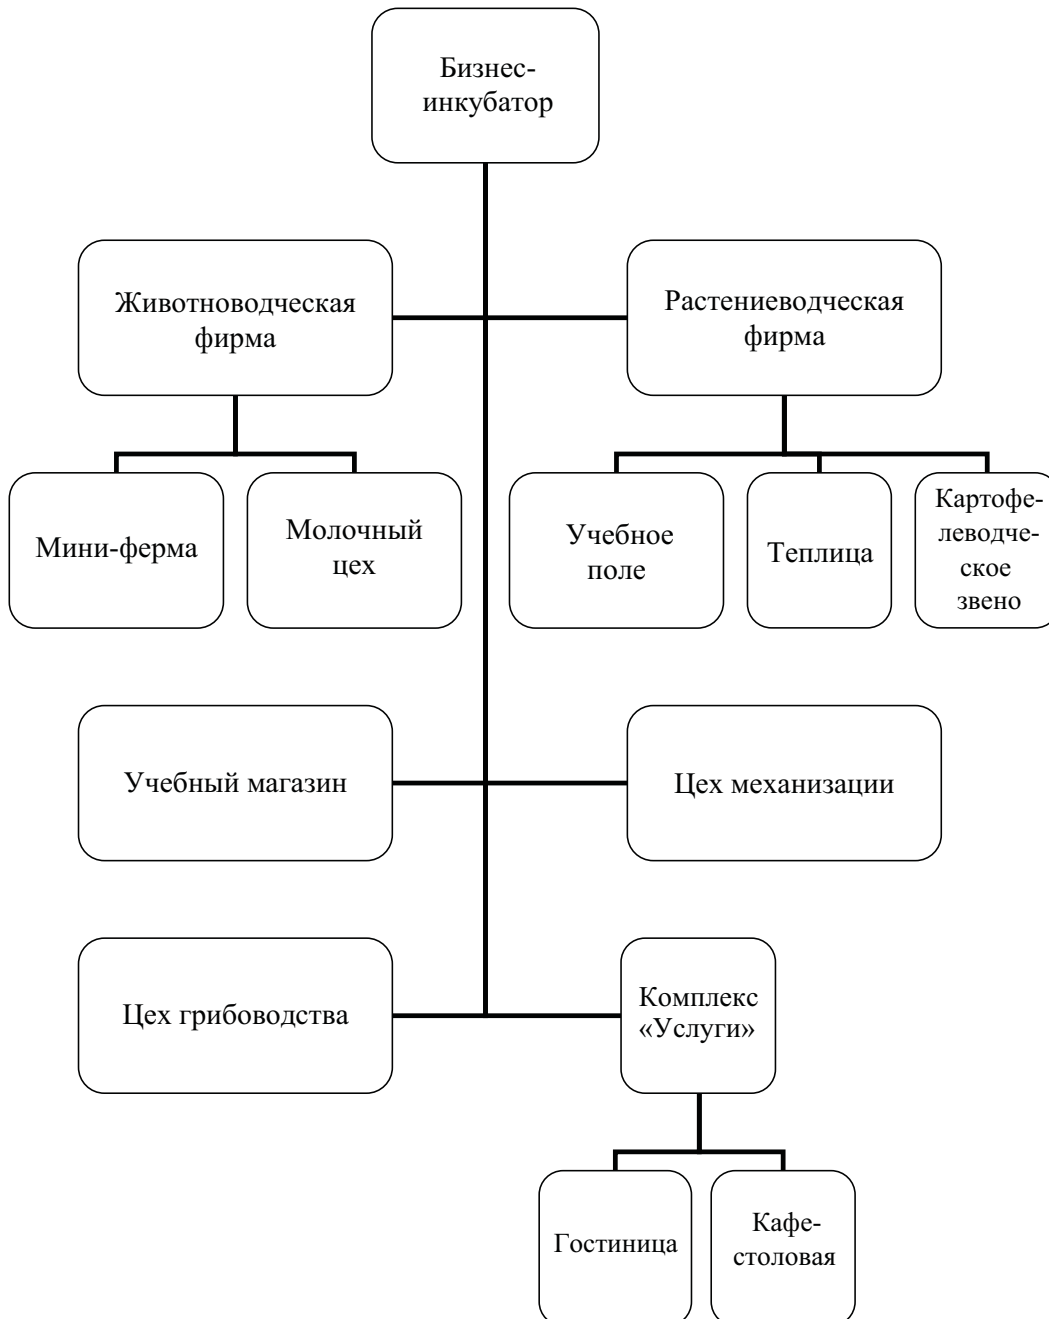 Бизнес-
инкубатор
Животноводческая
фирма
Растениеводческая
фирма
Мини-ферма
Молочный
цех
Учебное
поле
Теплица
Картофе-
леводче-
ское
звено
Учебный магазин
Цех механизации
Цех грибоводства
Комплекс
«Услуги»
Гостиница
Кафе-
столовая